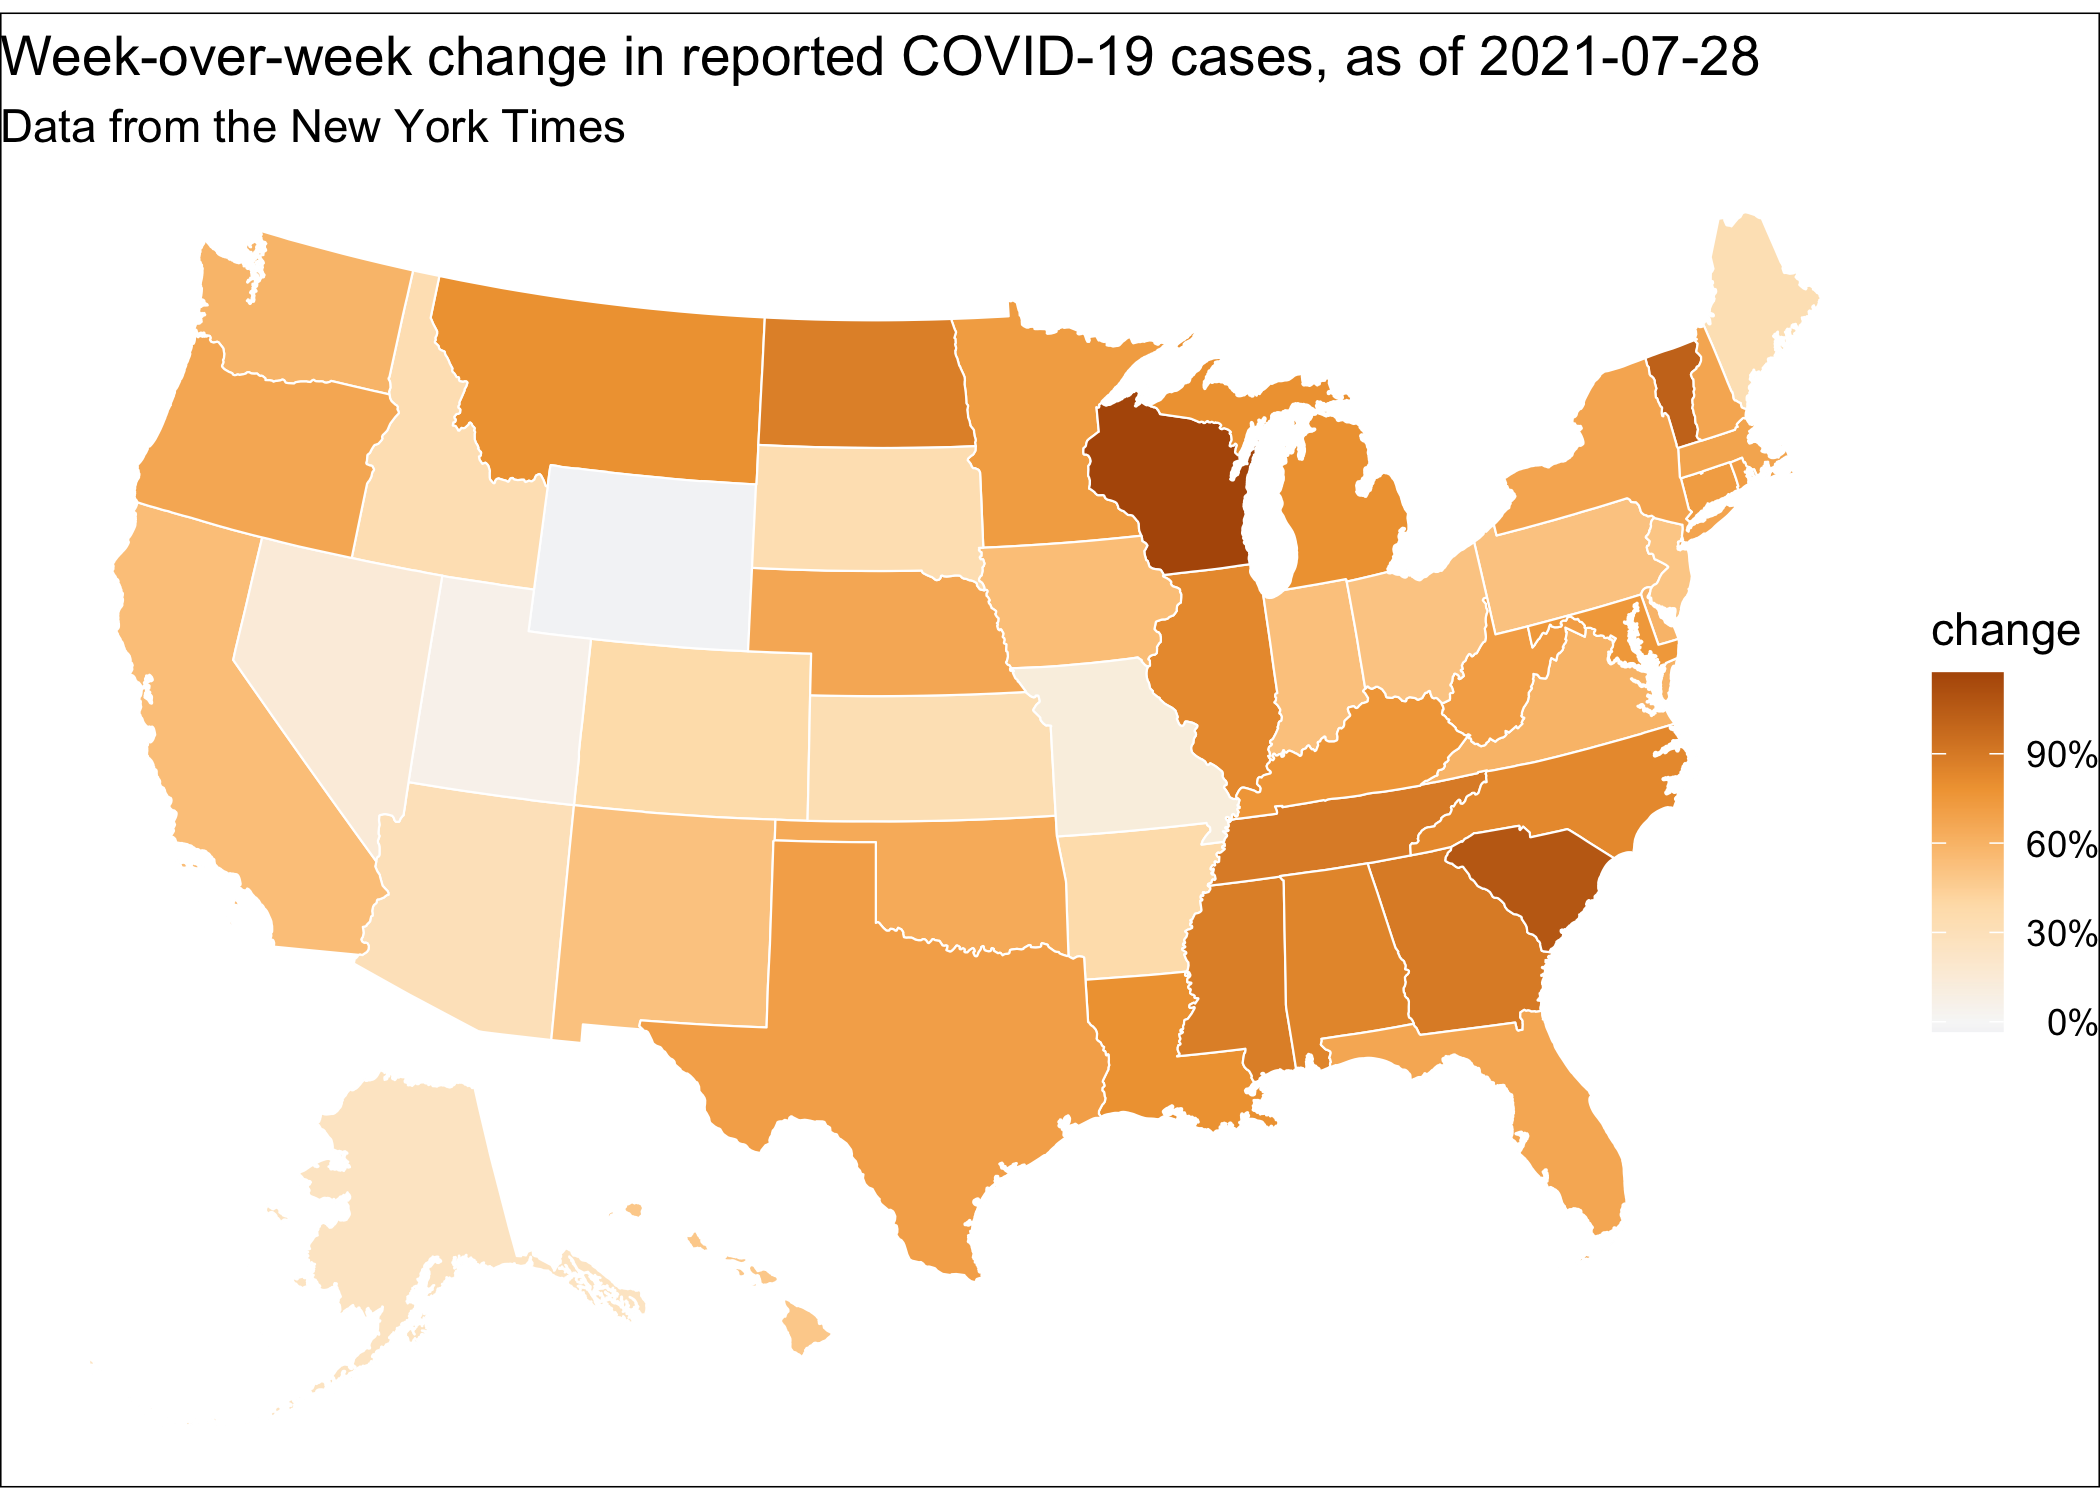 Week-over-week change in reported COVID-19 cases, as of 2021-07-28
Data from the New York Times
change
90%
60%
30%
0%